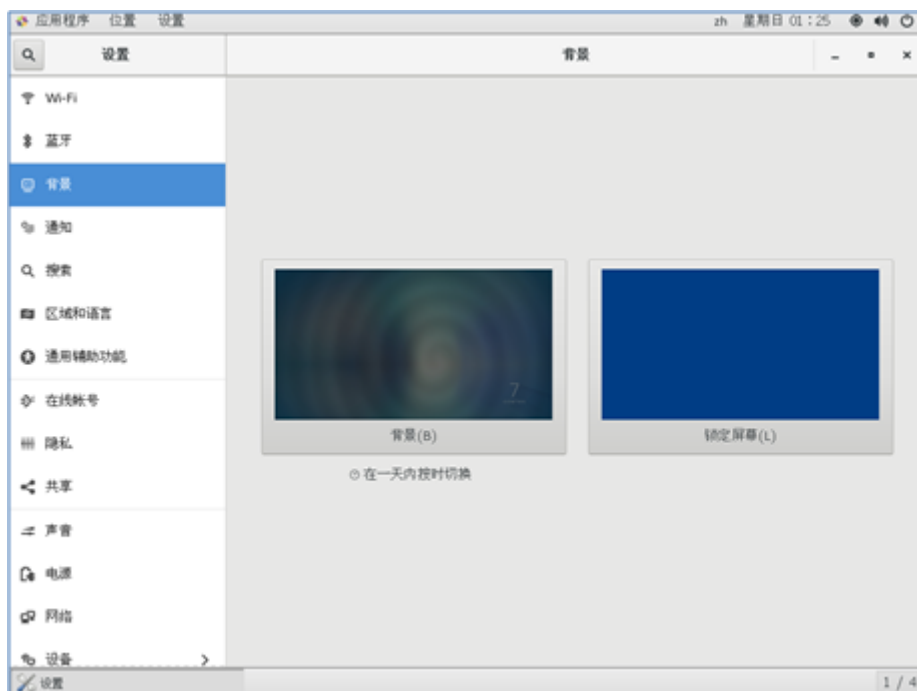 应用程序 位置 设置 zh 星期日 01:25
设置 背景
Wi-Fi
蓝牙
背景
通知
搜索
区域和语言
通用辅助功能
在线帐号
隐私
共享
声音
电源
网络
设备
7
背景(B)
锁定屏幕(L)
在一天内按时切换
设置 1 / 4